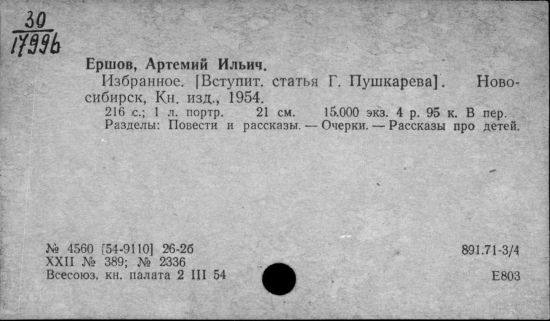 30
17996
Ершов, Артемий Ильич.
Избранное. [Вступит. статья Г. Пушкарева]. Ново-
сибирск, Кн. изд., 1954.
216 с.; 1 л. портр. 21 см. 15.000 экз. 4 р. 95 к. В пер.
Разделы: Повести и рассказы. — Очерки. — Рассказы про детей.
№ 4560 [54-9110] 26-2б
XXII № 389; № 2336
Всесоюз. кн. палата 2 III 54
891.71-3/4
Е803